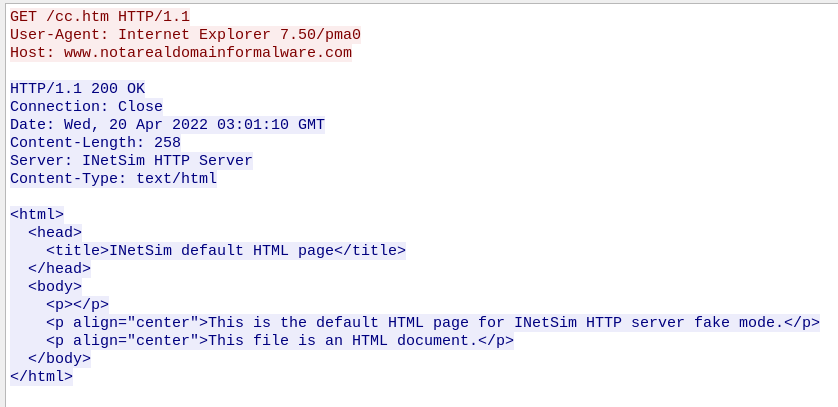 GET /cc.htm HTTP/1.1
User-Agent: Internet Explorer 7.50/pma0
Host: www.notarealdomainformalware.com
HTTP/1.1 200 OK
Connection: Close
Date: Wed, 20 Apr 2022 03:01:10 GMT
Content-Length: 258
Server: INetSim HTTP Server
Content-Type: text/html
<html>
  <head>
    <title>INetSim default HTML page</title>
  </head>
  <body>
    <p></p>
    <p align="center">This is the default HTML page for INetSim HTTP server fake mode.</p>
    <p align="center">This file is an HTML document.</p>
  </body>
</html>